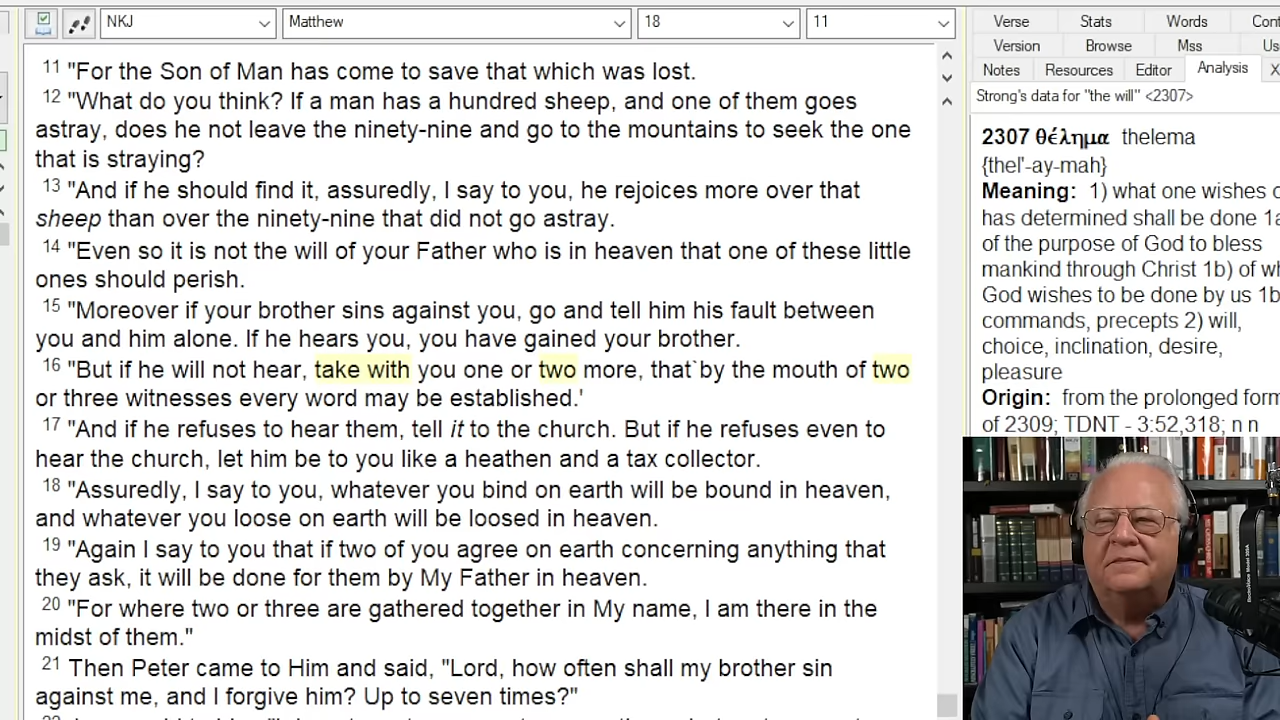 NKJ Matthew 18 11
Verse Stats Words
Version Browse Mss
Notes Resources Editor Analysis X
Strong's data for "the will" <2307>
11 "For the Son of Man has come to save that which was lost.
12 "What do you think? If a man has a hundred sheep, and one of them goes
astray, does he not leave the ninety-nine and go to the mountains to seek the one
that is straying?
13 "And if he should find it, assuredly, I say to you, he rejoices more over that
sheep than over the ninety-nine that did not go astray.
14 "Even so it is not the will of your Father who is in heaven that one of these little
ones should perish.
15 "Moreover if your brother sins against you, go and tell him his fault between
you and him alone. If he hears you, you have gained your brother.
16 "But if he will not hear, take with you one or two more, that`by the mouth of two
or three witnesses every word may be established.'
17 "And if he refuses to hear them, tell it to the church. But if he refuses even to
hear the church, let him be to you like a heathen and a tax collector.
18 "Assuredly, I say to you, whatever you bind on earth will be bound in heaven,
and whatever you loose on earth will be loosed in heaven.
19 "Again I say to you that if two of you agree on earth concerning anything that
they ask, it will be done for them by My Father in heaven.
20 "For where two or three are gathered together in My name, I am there in the
midst of them."
21 Then Peter came to Him and said, "Lord, how often shall my brother sin
against me, and I forgive him? Up to seven times?"
2307 θέλημα thelema
{thel'-ay-mah}
Meaning: 1) what one wishes
has determined shall be done 1a
of the purpose of God to bless
mankind through Christ 1b) of
God wishes to be done by us 1b
commands, precepts 2) will,
choice, inclination, desire,
pleasure
Origin: from the prolonged form
of 2309; TDNT - 3:52,318; n n